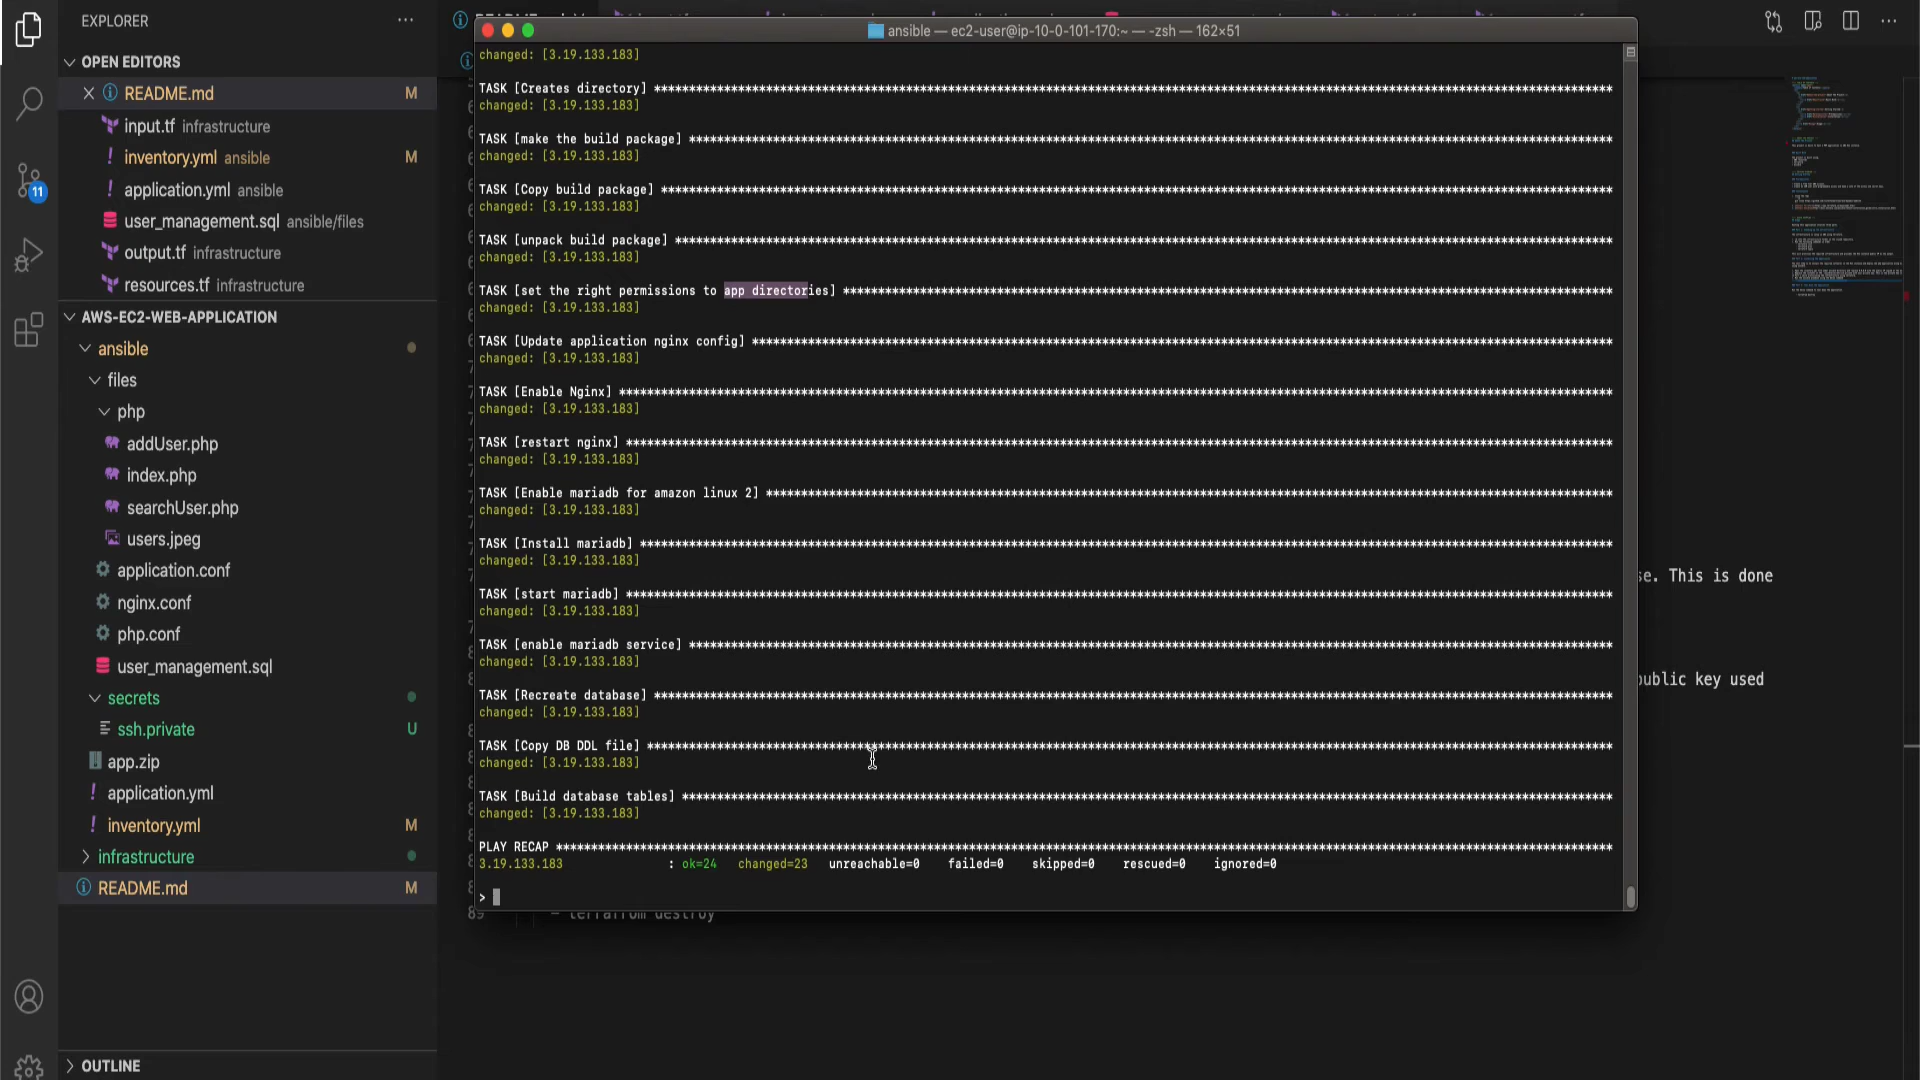 EXPLORER
OPEN EDITORS
README.md M
input.tf infrastructure
inventory.yml ansible M
application.yml ansible
user_management.sql ansible/files
output.tf infrastructure
resources.tf infrastructure
AWS-EC2-WEB-APPLICATION
ansible
files
php
addUser.php
index.php
searchUser.php
users.jpeg
application.conf
nginx.conf
php.conf
user_management.sql
secrets
ssh.private U
app.zip
application.yml
inventory.yml M
infrastructure
README.md M
OUTLINE
11
ansible — ec2-user@ip-10-0-101-170:~ — -zsh — 162×51
changed: [3.19.133.183]
TASK [Creates directory]
changed: [3.19.133.183]
TASK [make the build package]
changed: [3.19.133.183]
TASK [Copy build package]
changed: [3.19.133.183]
TASK [unpack build package]
changed: [3.19.133.183]
TASK [set the right permissions to app directories]
changed: [3.19.133.183]
TASK [Update application nginx config]
changed: [3.19.133.183]
TASK [Enable Nginx]
changed: [3.19.133.183]
TASK [restart nginx]
changed: [3.19.133.183]
TASK [Enable mariadb for amazon linux 2]
changed: [3.19.133.183]
TASK [Install mariadb]
changed: [3.19.133.183]
TASK [start mariadb]
changed: [3.19.133.183]
TASK [enable mariadb service]
changed: [3.19.133.183]
TASK [Recreate database]
changed: [3.19.133.183]
TASK [Copy DB DDL file]
changed: [3.19.133.183]
TASK [Build database tables]
changed: [3.19.133.183]
PLAY RECAP
3.19.133.183 : ok=24 changed=23 unreachable=0 failed=0 skipped=0 rescued=0 ignored=0
>
se. This is done
public key used
89 - terrafrom destroy